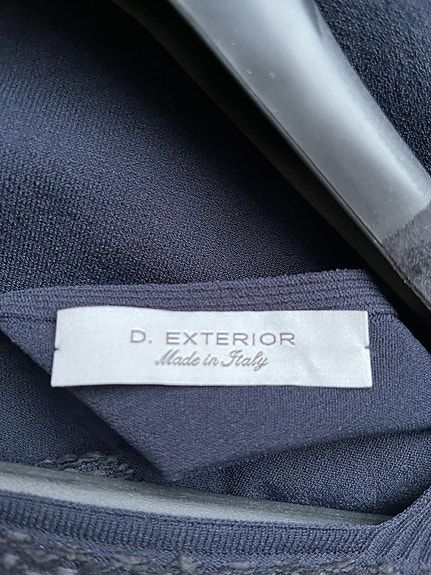 D. EXTERIOR
Made in Italy